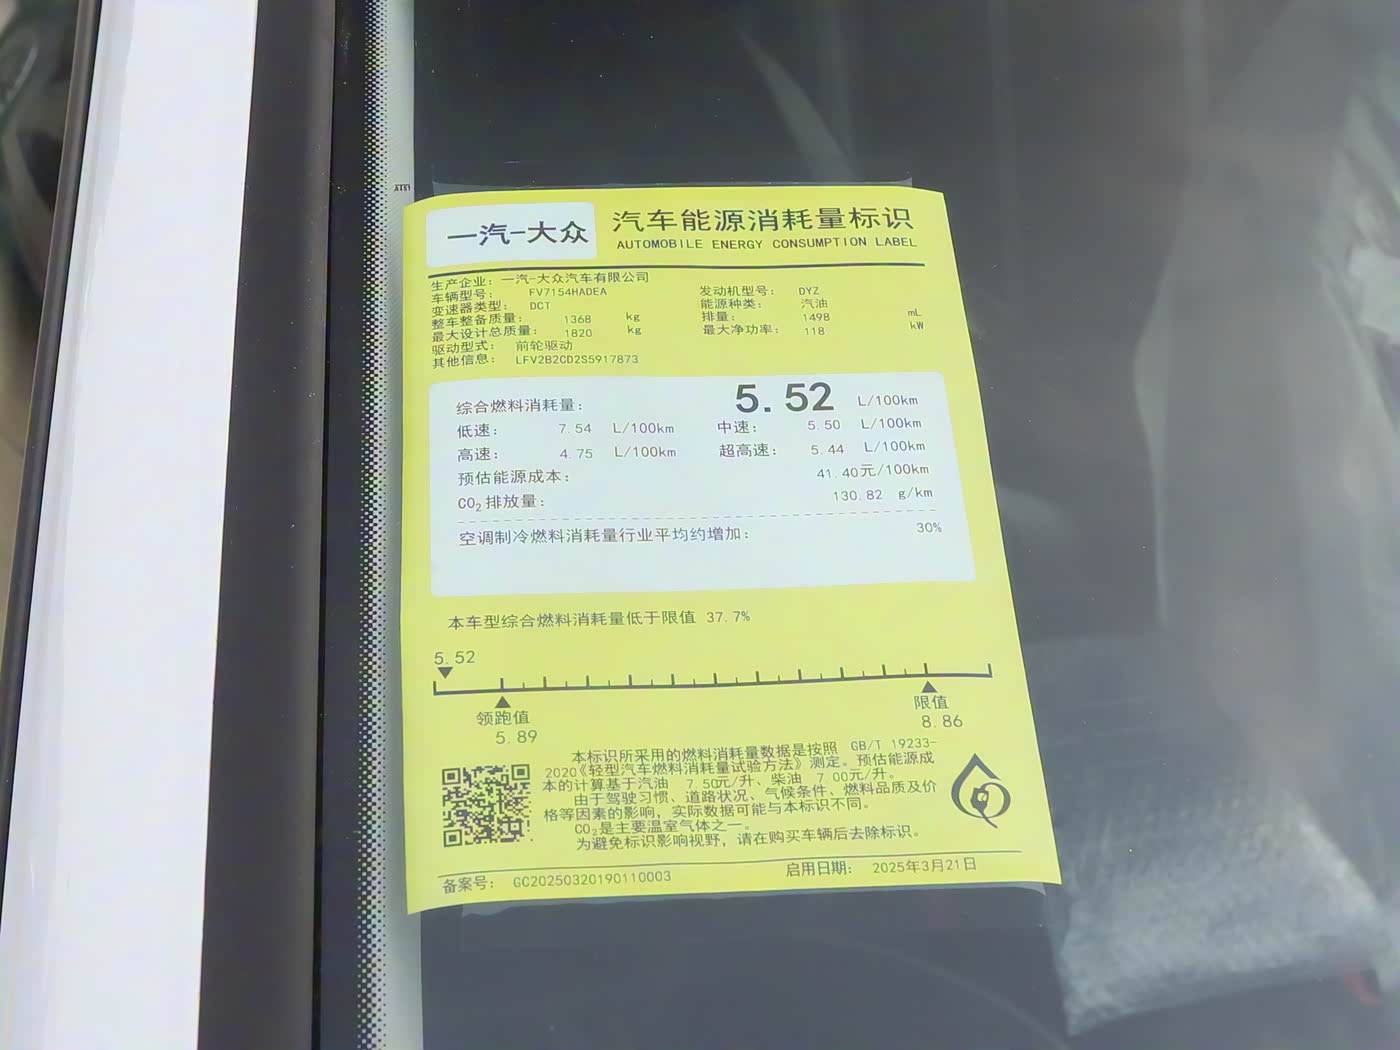 AISI
一汽-大众
汽车能源消耗量标识
AUTOMOBILE ENERGY CONSUMPTION LABEL
生产企业: 一汽-大众汽车有限公司
车辆型号: FV7154HADEA 发动机型号: DYZ
变速器类型: DCT 能源种类: 汽油
整车整备质量: 1368 kg 排量: 1498 mL
最大设计总质量: 1820 kg 最大净功率: 118 kW
驱动型式: 前轮驱动
其他信息: LFV2B2CD2S5917873
综合燃料消耗量: 5.52 L/100km
低速: 7.54 L/100km 中速: 5.50 L/100km
高速: 4.75 L/100km 超高速: 5.44 L/100km
预估能源成本: 41.40元/100km
CO₂排放量: 130.82 g/km
空调制冷燃料消耗量行业平均约增加: 30%
本车型综合燃料消耗量低于限值 37.7%
5.52
领跑值 限值
5.89 8.86
本标识所采用的燃料消耗量数据是按照 GB/T 19233-
2020《轻型汽车燃料消耗量试验方法》测定。预估能源成
本的计算基于汽油 7.50元/升、柴油 7.00元/升。
由于驾驶习惯、道路状况、气候条件、燃料品质及价
格等因素的影响，实际数据可能与本标识不同。
CO₂是主要温室气体之一。
为避免标识影响视野，请在购买车辆后去除标识。
备案号: GC20250320190110003 启用日期: 2025年3月21日